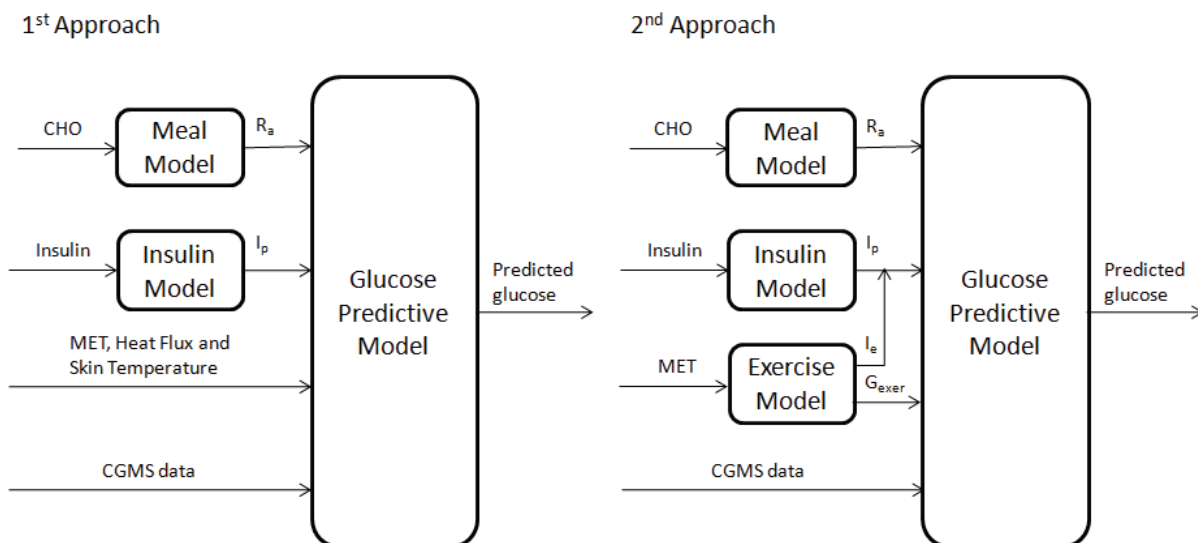 1st Approach
CHO
Meal
Model
Ra
Insulin
Insulin
Model
Ip
MET, Heat Flux and
Skin Temperature
CGMS data
Glucose
Predictive
Model
Predicted
glucose
2nd Approach
CHO
Meal
Model
Ra
Insulin
Insulin
Model
Ip
MET
Exercise
Model
Ie
Gexer
CGMS data
Glucose
Predictive
Model
Predicted
glucose